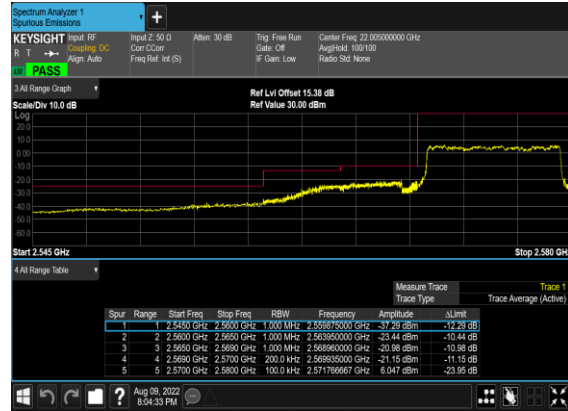 Spectrum Analyzer 1
Spurious Emissions
KEYSIGHT Input: RF Input Z: 50 Ω Atten: 30 dB Trig: Free Run Center Freq: 22.005000000 GHz
R T Coupling: DC Corr CCorr Gate: Off Avg|Hold: 100/100
Align: Auto Freq Ref: Int (S) IF Gain: Low Radio Std: None
LW PASS
3 All Range Graph
Ref Lvl Offset 15.38 dB
Scale/Div 10.0 dB Ref Value 30.00 dBm
Log
20.0
10.0
0.00
-10.0
-20.0
-30.0
-40.0
-50.0
-60.0
Start 2.545 GHz Stop 2.580 GH
4 All Range Table
Measure Trace Trace 1
Trace Type Trace Average (Active)
Spur Range Start Freq Stop Freq RBW Frequency Amplitude ΔLimit
1 1 2.5450 GHz 2.5600 GHz 1.000 MHz 2.559875000 GHz -37.29 dBm -12.29 dB
2 2 2.5600 GHz 2.5650 GHz 1.000 MHz 2.563950000 GHz -23.44 dBm -10.44 dB
3 3 2.5650 GHz 2.5690 GHz 1.000 MHz 2.568960000 GHz -20.98 dBm -10.98 dB
4 4 2.5690 GHz 2.5700 GHz 200.0 kHz 2.569935000 GHz -21.15 dBm -11.15 dB
5 5 2.5700 GHz 2.5800 GHz 100.0 kHz 2.571766667 GHz 6.047 dBm -23.95 dB
? Aug 09, 2022
8:04:33 PM